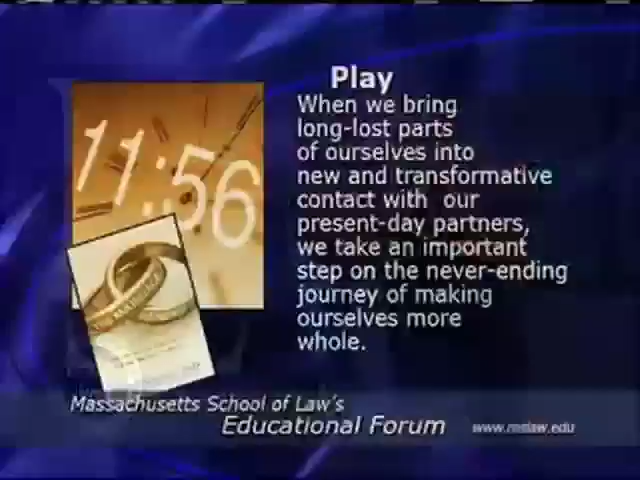 Play
When we bring
long-lost parts
of ourselves into
new and transformative
contact with our
present-day partners,
we take an important
step on the never-ending
journey of making
ourselves more
whole.
11:56
Massachusetts School of Law's
Educational Forum
www.mslaw.edu